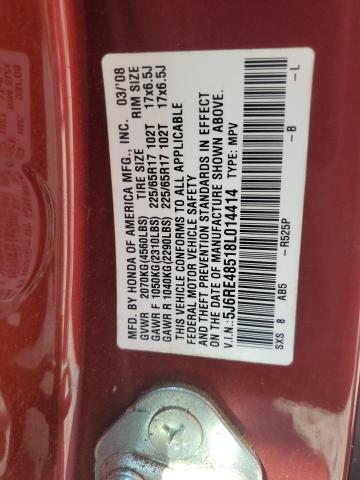 MFD. BY HONDA OF AMERICA MFG., INC. 03/'08
TIRE SIZE RIM SIZE
GVWR 2070KG(4560LBS)
GAWR F 1050KG(2310LBS) 225/65R17 102T 17x6.5J
GAWR R 1040KG(2290LBS) 225/65R17 102T 17x6.5J
THIS VEHICLE CONFORMS TO ALL APPLICABLE
FEDERAL MOTOR VEHICLE SAFETY
AND THEFT PREVENTION STANDARDS IN EFFECT
ON THE DATE OF MANUFACTURE SHOWN ABOVE.
V.I.N.: 5J6RE48518L014414 TYPE: MPV
SXS 8 AB5 -R525P -B -L